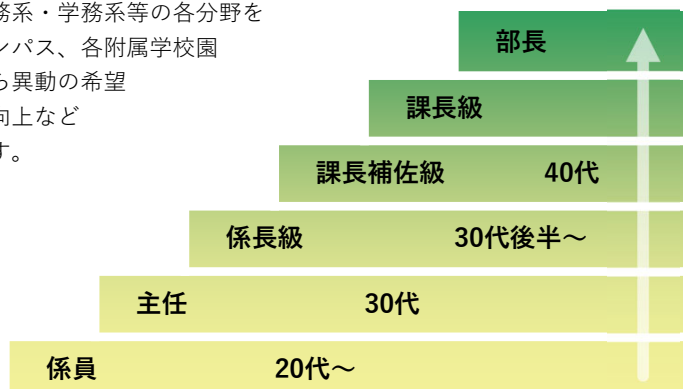 務系・学務系等の各分野を
ンパス、各附属学校園
ら異動の希望
向上など
す。
部長
課長級
課長補佐級 40代
係長級 30代後半～
主任 30代
係員 20代～